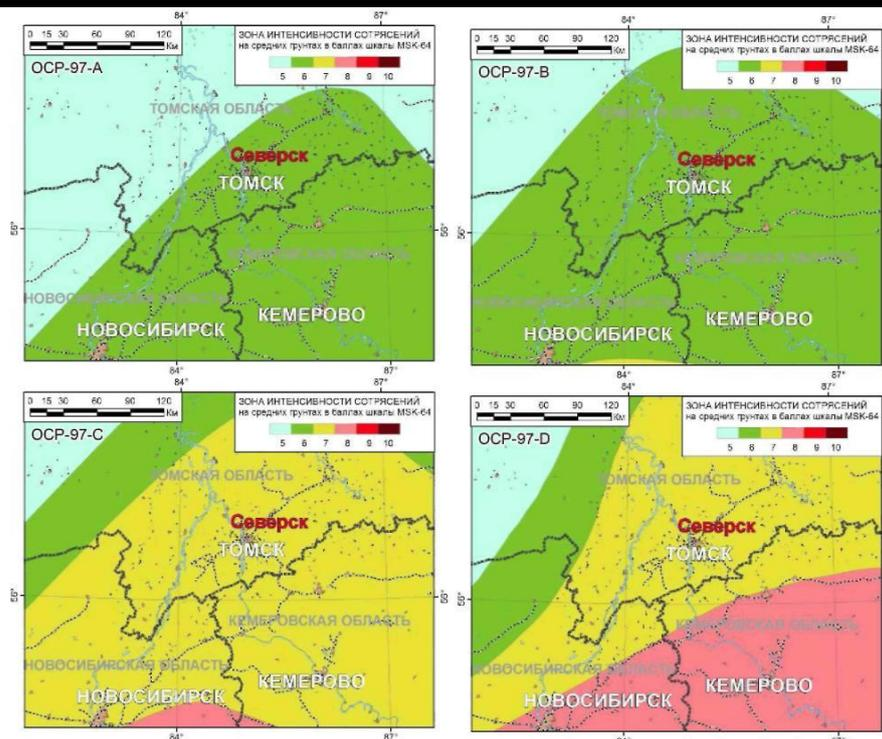 84°
87°
0 15 30 60 90 120
Км
ЗОНА ИНТЕНСИВНОСТИ СОТРЯСЕНИЙ
на средних грунтах в баллах шкалы MSK-64
5 6 7 8 9 10
ОСР-97-A
ТОМСКАЯ ОБЛАСТЬ
Северск
ТОМСК
56°
КЕМЕРОВСКАЯ ОБЛАСТЬ
НОВОСИБИРСКАЯ ОБЛАСТЬ
НОВОСИБИРСК
КЕМЕРОВО
84°
87°
84°
87°
0 15 30 60 90 120
Км
ЗОНА ИНТЕНСИВНОСТИ СОТРЯСЕНИЙ
на средних грунтах в баллах шкалы MSK-64
5 6 7 8 9 10
ОСР-97-B
ТОМСКАЯ ОБЛАСТЬ
Северск
ТОМСК
56°
КЕМЕРОВСКАЯ ОБЛАСТЬ
НОВОСИБИРСКАЯ ОБЛАСТЬ
НОВОСИБИРСК
КЕМЕРОВО
84°
87°
0 15 30 60 90 120
Км
ЗОНА ИНТЕНСИВНОСТИ СОТРЯСЕНИЙ
на средних грунтах в баллах шкалы MSK-64
5 6 7 8 9 10
ОСР-97-C
ТОМСКАЯ ОБЛАСТЬ
Северск
ТОМСК
56°
КЕМЕРОВСКАЯ ОБЛАСТЬ
НОВОСИБИРСКАЯ ОБЛАСТЬ
НОВОСИБИРСК
КЕМЕРОВО
84°
87°
0 15 30 60 90 120
Км
ЗОНА ИНТЕНСИВНОСТИ СОТРЯСЕНИЙ
на средних грунтах в баллах шкалы MSK-64
5 6 7 8 9 10
ОСР-97-D
ТОМСКАЯ ОБЛАСТЬ
Северск
ТОМСК
56°
КЕМЕРОВСКАЯ ОБЛАСТЬ
НОВОСИБИРСКАЯ ОБЛАСТЬ
НОВОСИБИРСК
КЕМЕРОВО
84°
87°